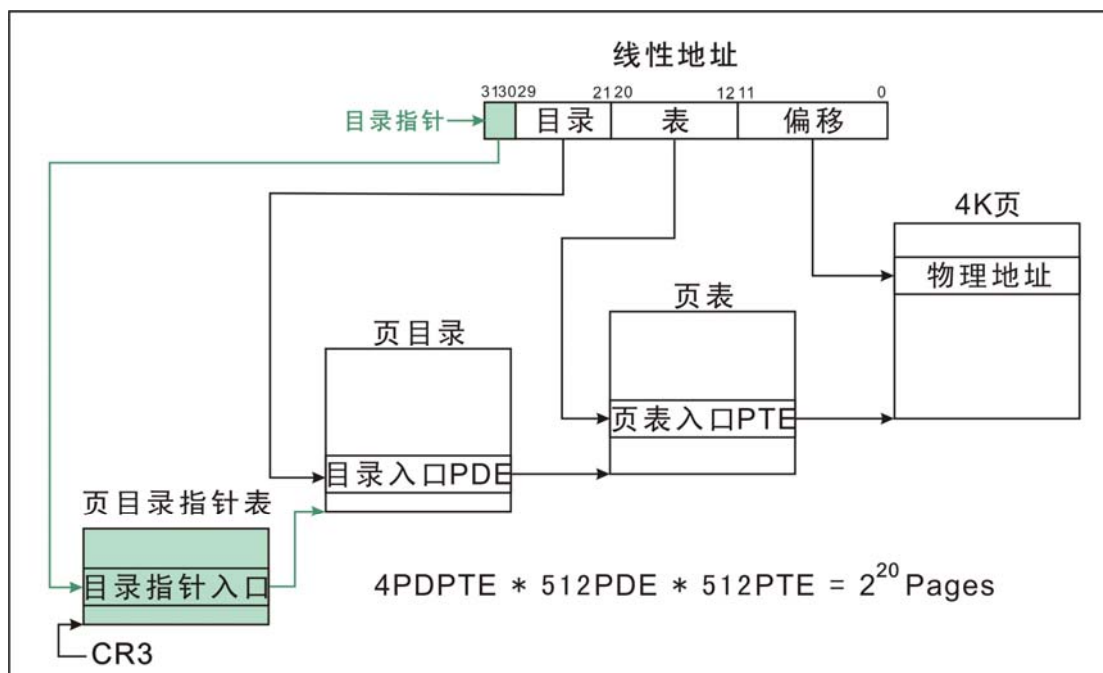 线性地址
31 30 29 21 20 12 11 0
目录指针 目录 表 偏移
4K页
物理地址
页表
页目录
页表入口PTE
目录入口PDE
页目录指针表
目录指针入口
4PDPTE * 512PDE * 512PTE = 2^20 Pages
CR3